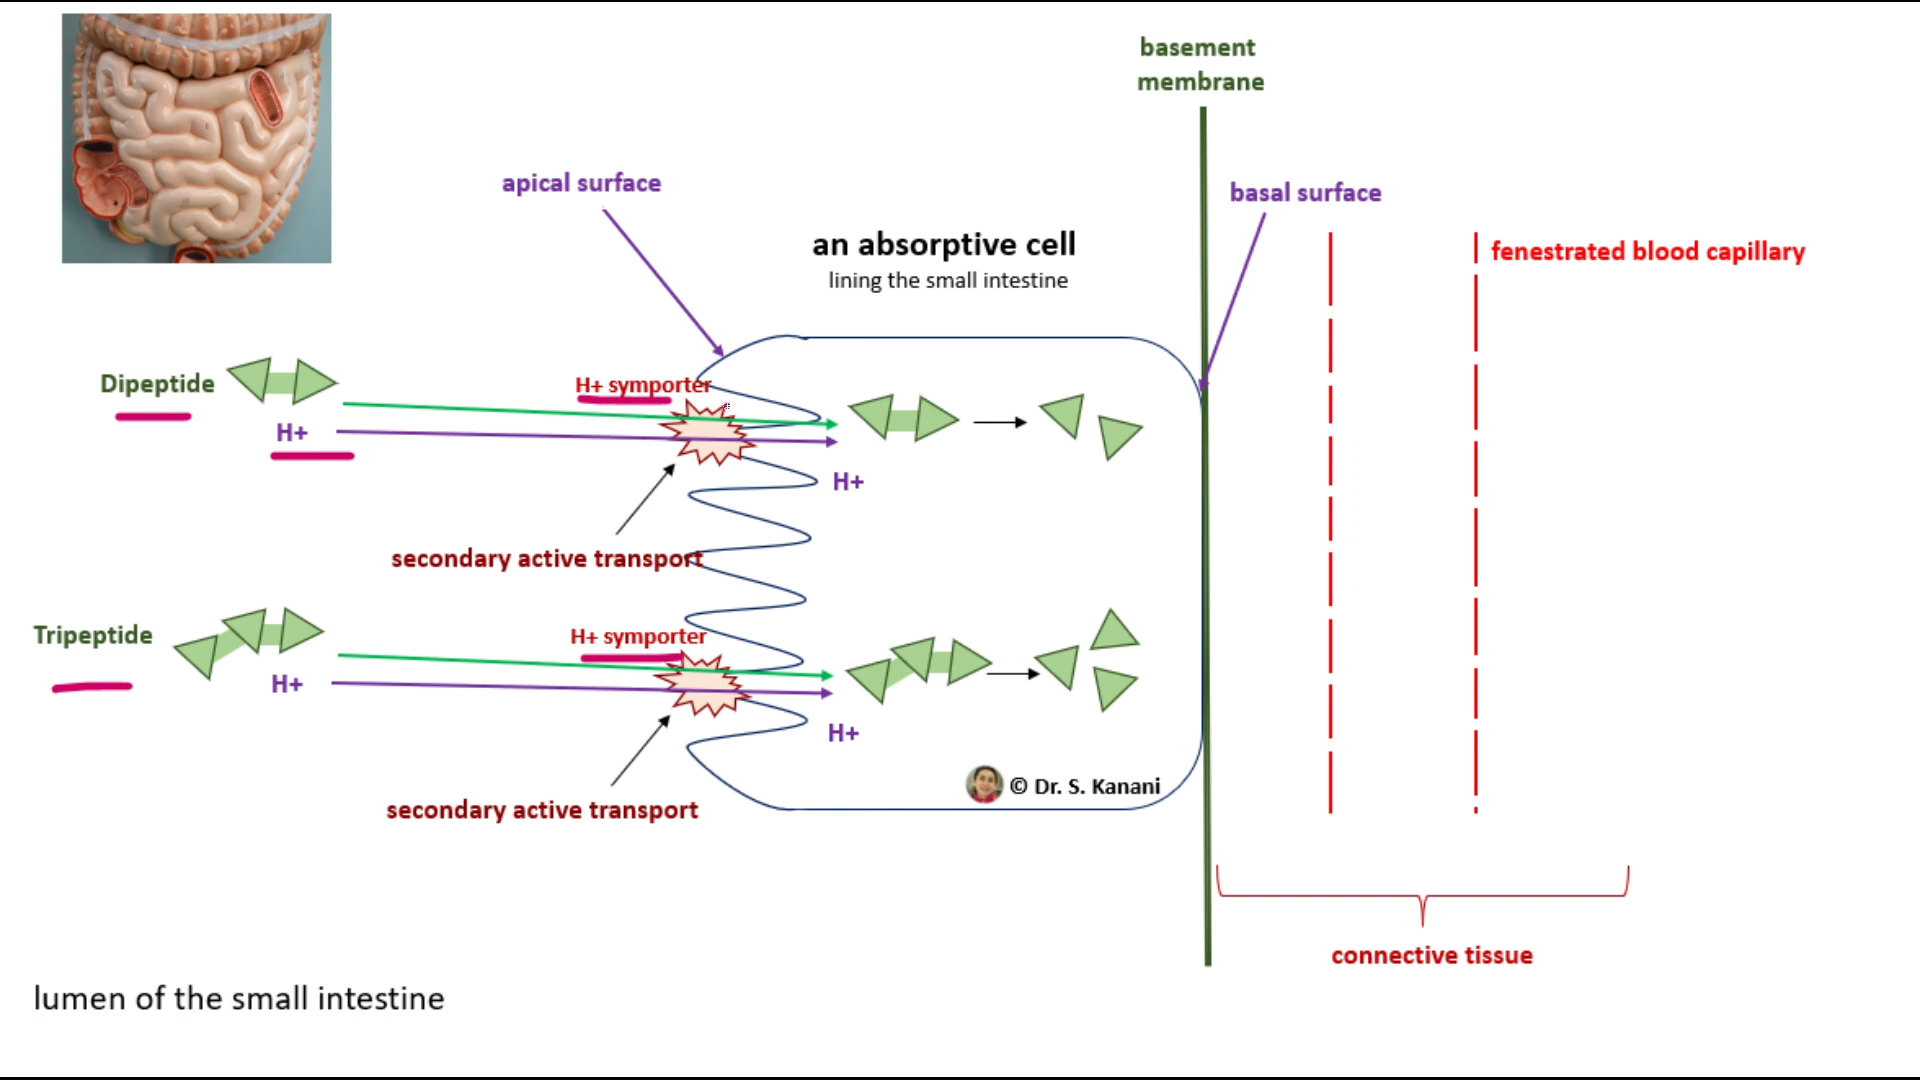 basement
membrane
apical surface
basal surface
an absorptive cell
lining the small intestine
fenestrated blood capillary
Dipeptide
H+ symporter
H+
H+
secondary active transport
Tripeptide
H+ symporter
H+
H+
secondary active transport
© Dr. S. Kanani
connective tissue
lumen of the small intestine